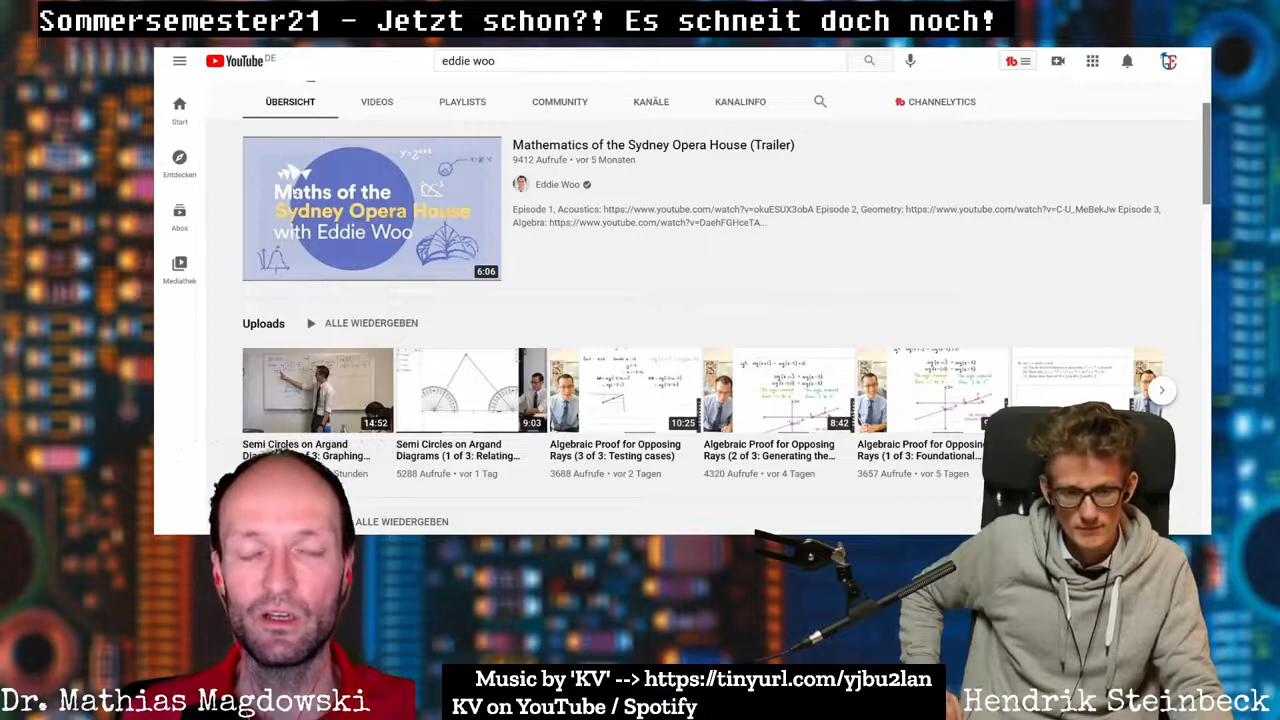 Sommersemester21 - Jetzt schon?! Es schneit doch noch!
YouTube DE
eddie woo
ÜBERSICHT VIDEOS PLAYLISTS COMMUNITY KANÄLE KANALINFO CHANNELYTICS
Start
Entdecken
Abos
Mediathek
Maths of the
Sydney Opera House
with Eddie Woo
6:06
Mathematics of the Sydney Opera House (Trailer)
9412 Aufrufe • vor 5 Monaten
Eddie Woo
Episode 1, Acoustics: https://www.youtube.com/watch?v=okuESUX3obA Episode 2, Geometry: https://www.youtube.com/watch?v=C-U_MeBekJw Episode 3,
Algebra: https://www.youtube.com/watch?v=DaehFGHceTA...
Uploads ALLE WIEDERGEBEN
14:52 9:03 10:25 8:42
Semi Circles on Argand
3: Graphing...
Stunden
Semi Circles on Argand
Diagrams (1 of 3: Relating...
5288 Aufrufe • vor 1 Tag
Algebraic Proof for Opposing
Rays (3 of 3: Testing cases)
3688 Aufrufe • vor 2 Tagen
Algebraic Proof for Opposing
Rays (2 of 3: Generating the...
4320 Aufrufe • vor 4 Tagen
Algebraic Proof for
Rays (1 of 3: Foundational...
3657 Aufrufe • vor 5 Tagen
ALLE WIEDERGEBEN
Dr. Mathias Magdowski
Music by 'KV' --> https://tinyurl.com/yjbu2lan
KV on YouTube / Spotify
Hendrik Steinbeck